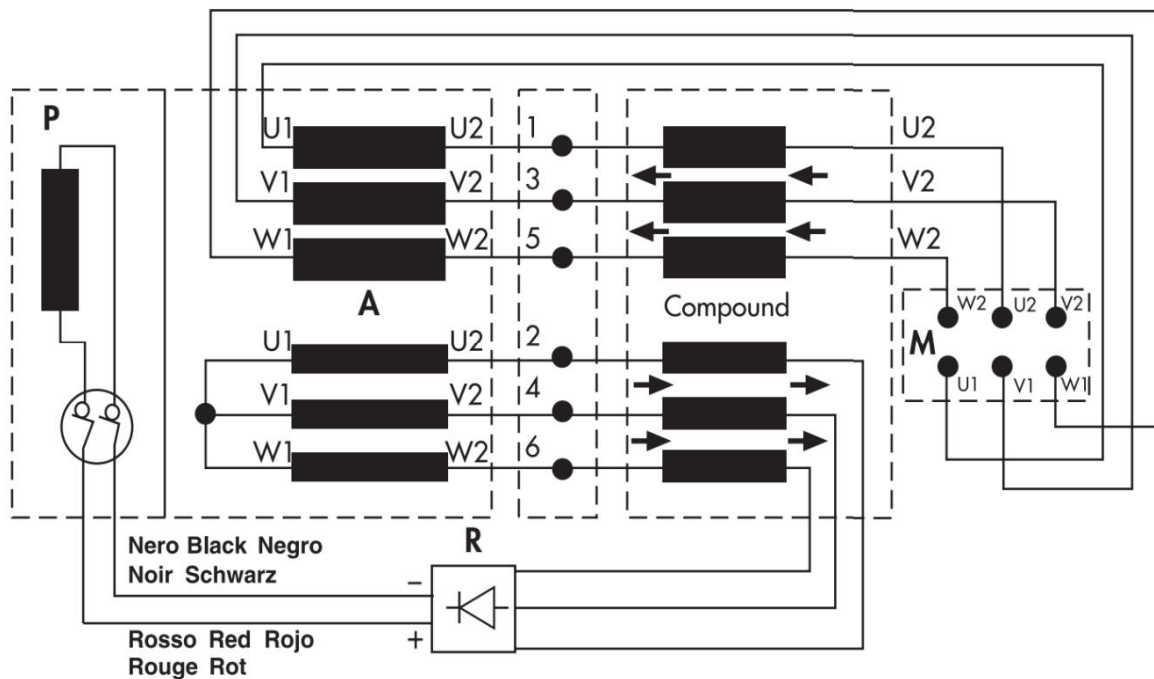 P
U1 U2 1 U2
V1 V2 3 V2
W1 W2 5 W2
A
Compound
W2 U2 V2
M
U1 V1 W1
U1 U2 2
V1 V2 4
W1 W2 6
R
Nero Black Negro
Noir Schwarz
−
+
Rosso Red Rojo
Rouge Rot